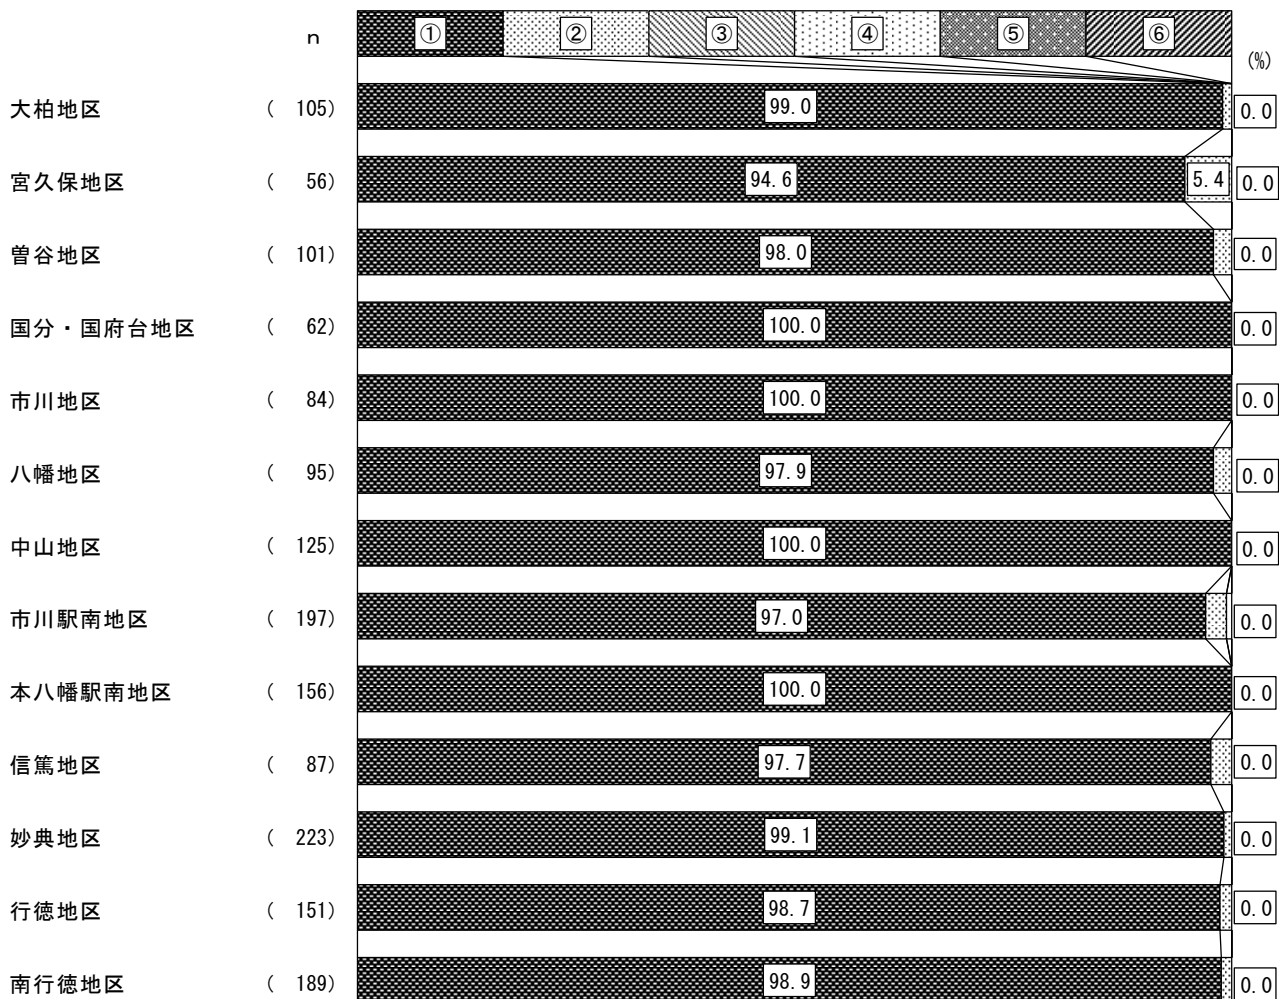 n ① ② ③ ④ ⑤ ⑥
(%)
大柏地区 ( 105) 99.0 0.0
宮久保地区 ( 56) 94.6 5.4 0.0
曽谷地区 ( 101) 98.0 0.0
国分・国府台地区 ( 62) 100.0 0.0
市川地区 ( 84) 100.0 0.0
八幡地区 ( 95) 97.9 0.0
中山地区 ( 125) 100.0 0.0
市川駅南地区 ( 197) 97.0 0.0
本八幡駅南地区 ( 156) 100.0 0.0
信篤地区 ( 87) 97.7 0.0
妙典地区 ( 223) 99.1 0.0
行徳地区 ( 151) 98.7 0.0
南行徳地区 ( 189) 98.9 0.0